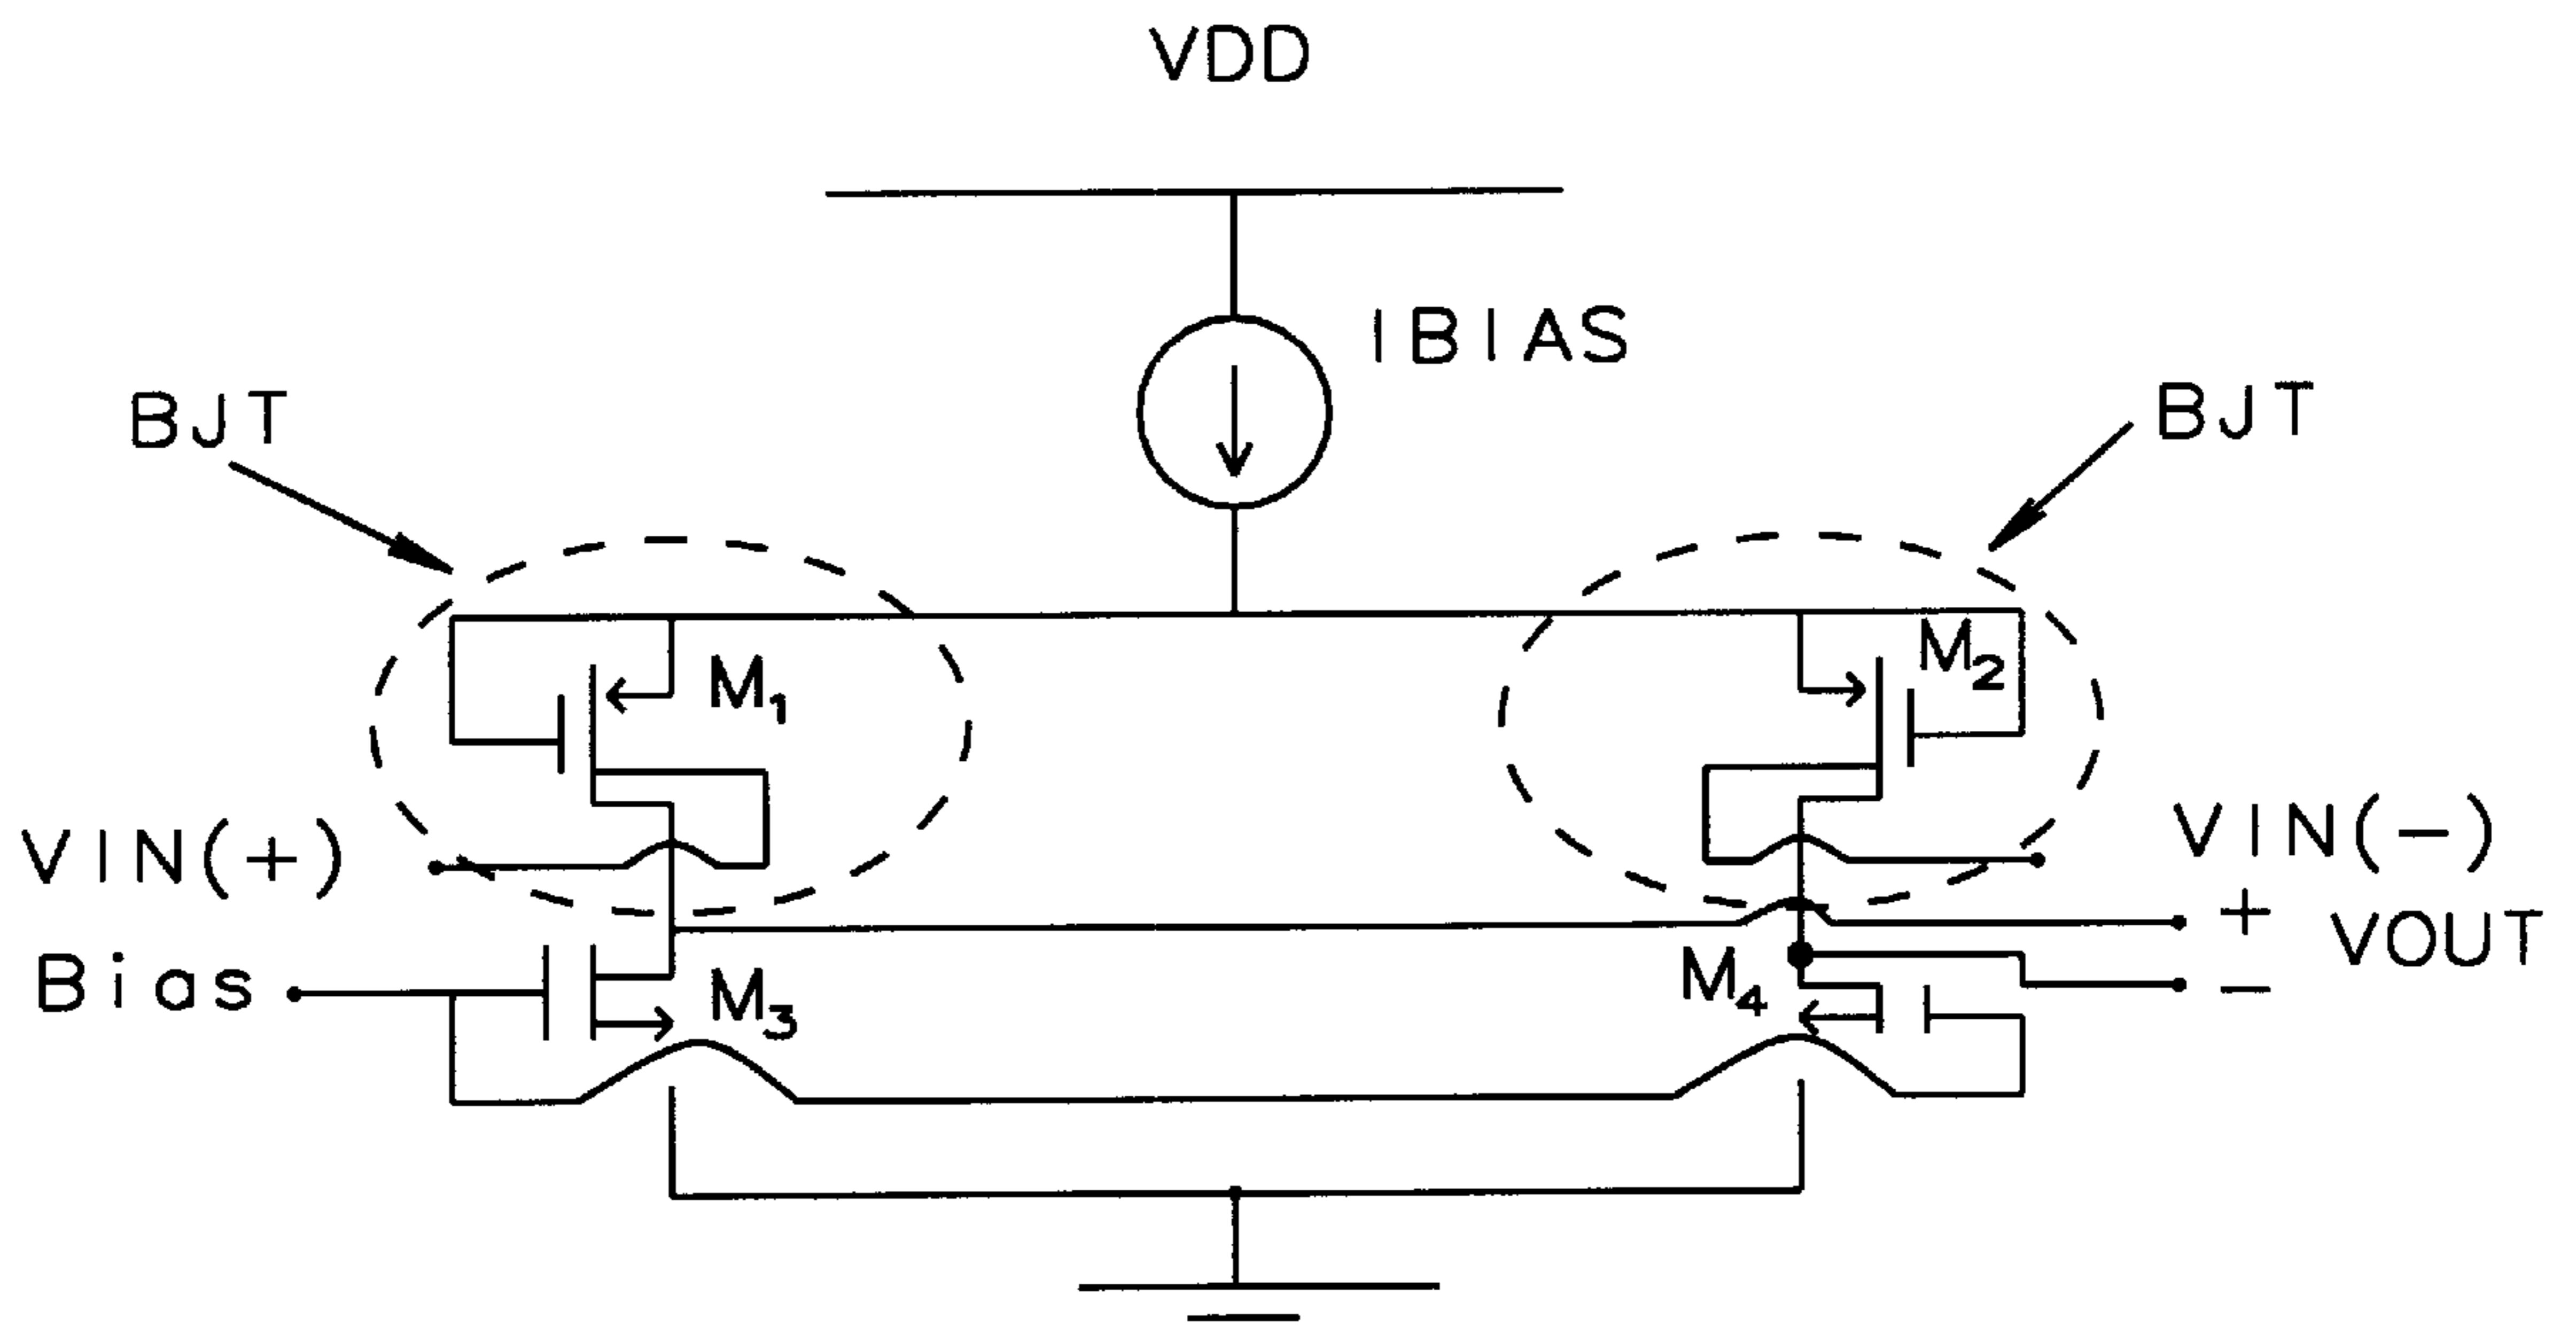 VDD
IBIAS
BJT
BJT
M1
M2
VIN(+)
VIN(-)
+
VOUT
Bias
M3
M4
-